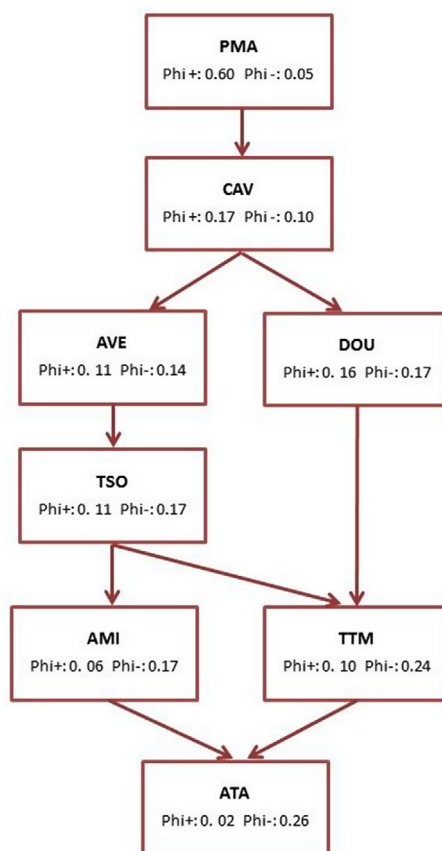 PMA
Phi+: 0.60 Phi-: 0.05
CAV
Phi+: 0.17 Phi-: 0.10
AVE
Phi+: 0. 11 Phi-: 0.14
DOU
Phi+: 0. 16 Phi-: 0.17
TSO
Phi+: 0. 11 Phi-: 0.17
AMI
Phi+: 0. 06 Phi-: 0.17
TTM
Phi+: 0. 10 Phi-: 0.24
ATA
Phi+: 0. 02 Phi-: 0.26